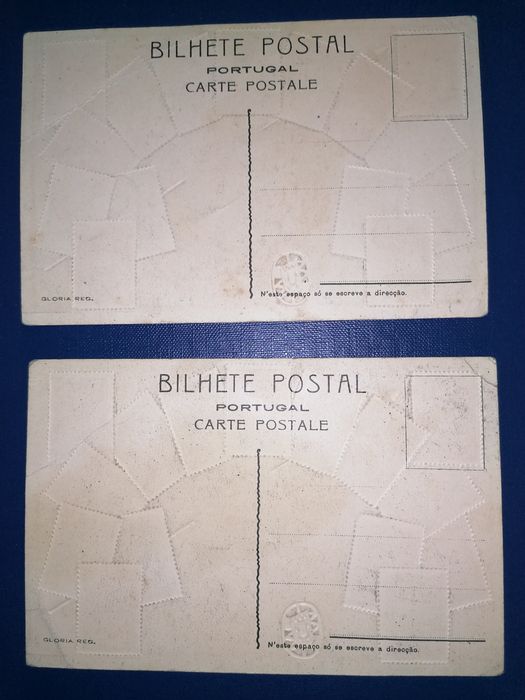 BILHETE POSTAL
PORTUGAL
CARTE POSTALE
GLORIA REG.
N'este espaço só se escreve a direcção.
BILHETE POSTAL
PORTUGAL
CARTE POSTALE
GLORIA REG.
N'este espaço só se escreve a direcção.